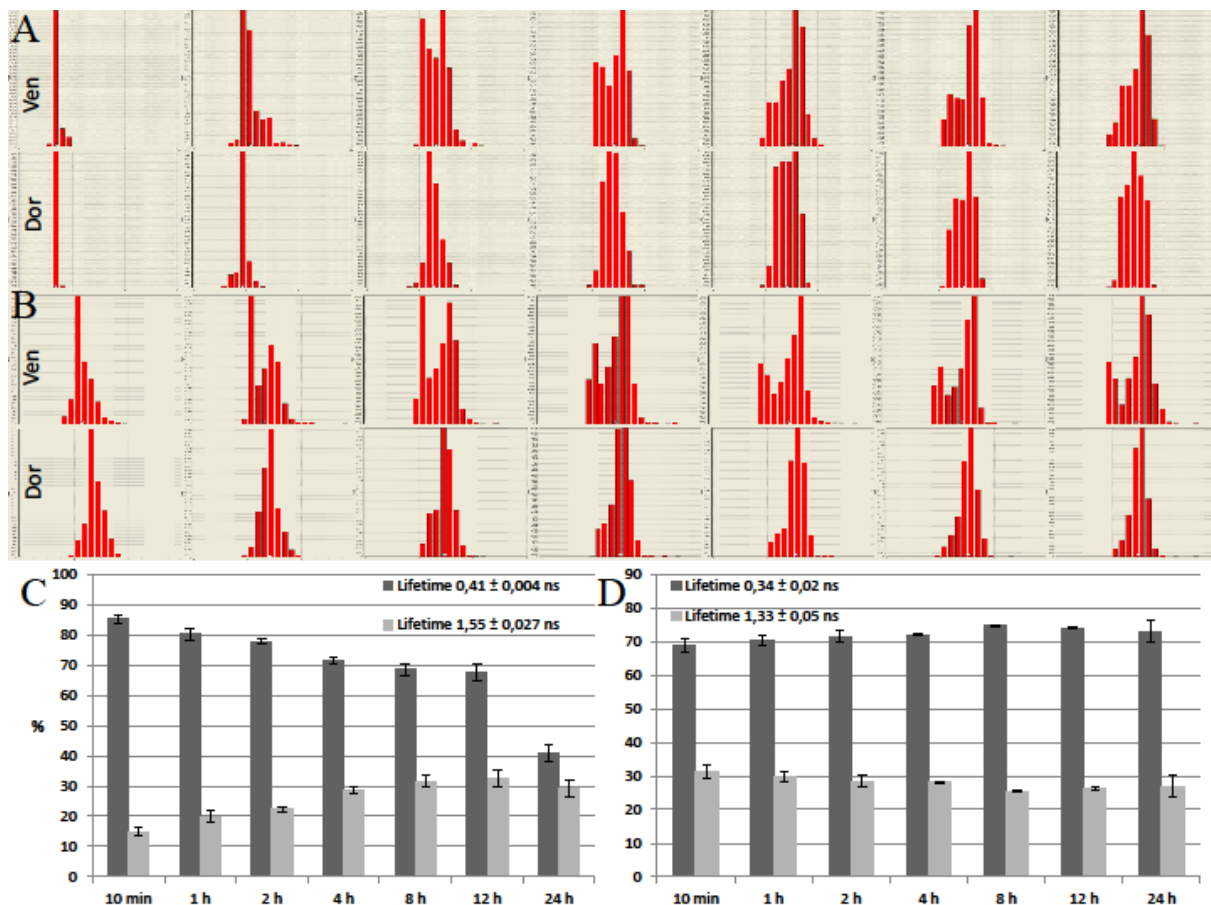 A
Ven
Dor
B
Ven
Dor
C
Lifetime 0,41 ± 0,004 ns
Lifetime 1,55 ± 0,027 ns
100
90
80
70
60
50
40
30
20
10
0
%
10 min 1 h 2 h 4 h 8 h 12 h 24 h
D
Lifetime 0,34 ± 0,02 ns
Lifetime 1,33 ± 0,05 ns
90
80
70
60
50
40
30
20
10
0
10 min 1 h 2 h 4 h 8 h 12 h 24 h